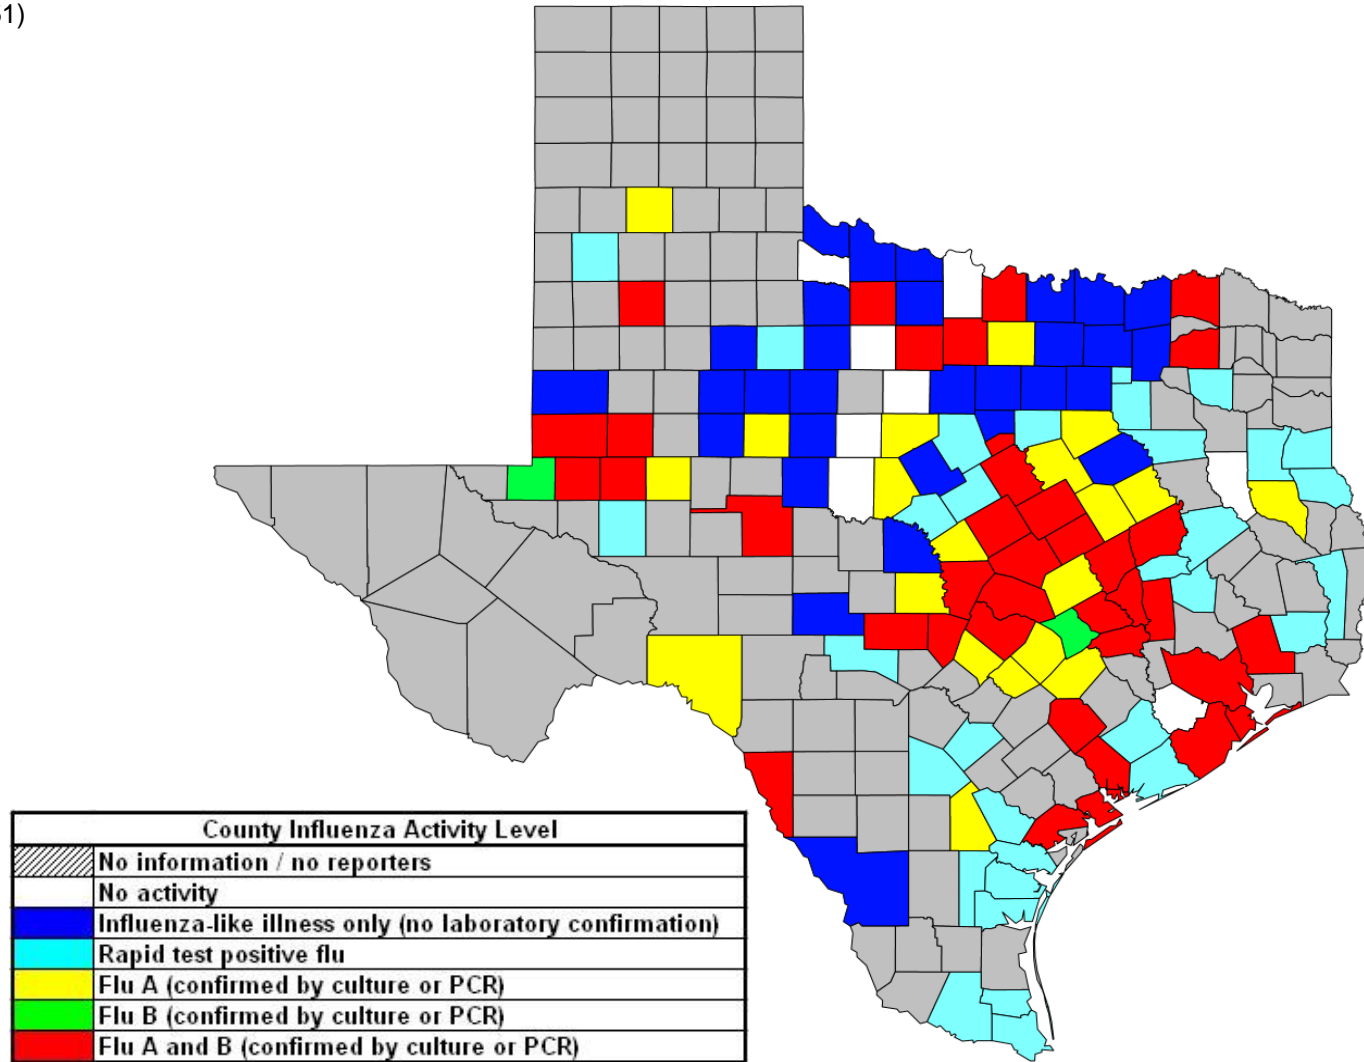 County Influenza Activity Level
No information / no reporters
No activity
Influenza-like illness only (no laboratory confirmation)
Rapid test positive flu
Flu A (confirmed by culture or PCR)
Flu B (confirmed by culture or PCR)
Flu A and B (confirmed by culture or PCR)